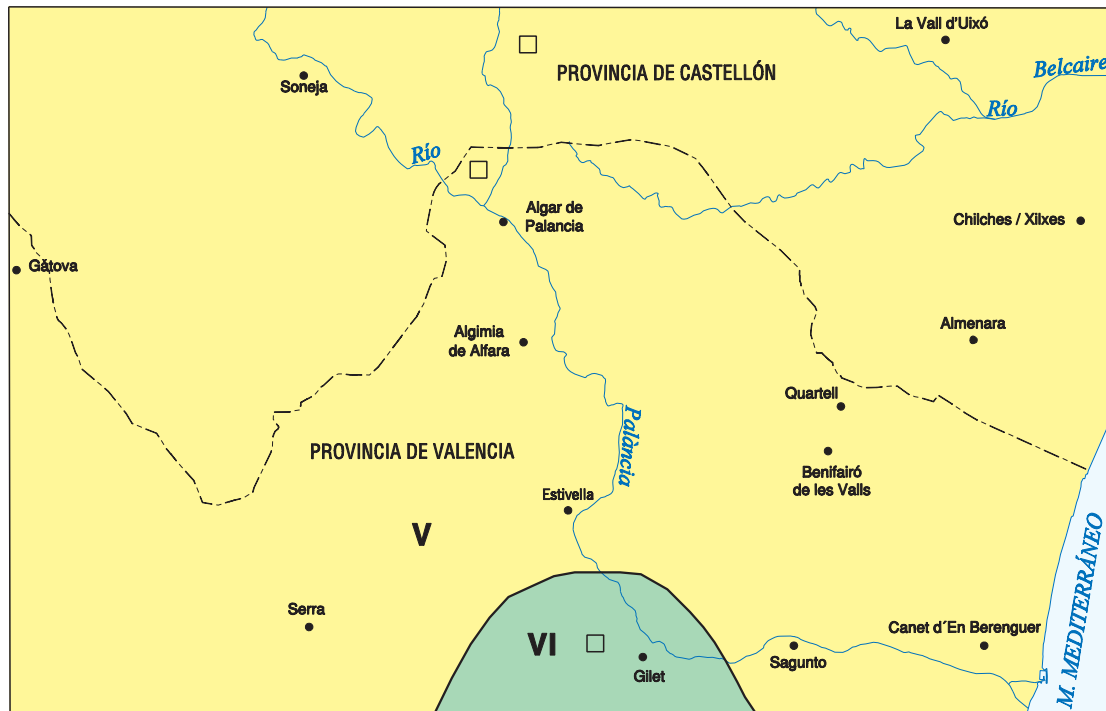 La Vall d'Uixó
PROVINCIA DE CASTELLÓN
Belcaire
Soneja
Río
Río
Algar de
Palancia
Chilches / Xilxes
Gátova
Algimia
de Alfara
Almenara
Quartell
Palància
PROVINCIA DE VALENCIA
Benifairó
de les Valls
Estivella
V
M. MEDITERRÁNEO
Serra
VI
Canet d´En Berenguer
Gilet
Sagunto